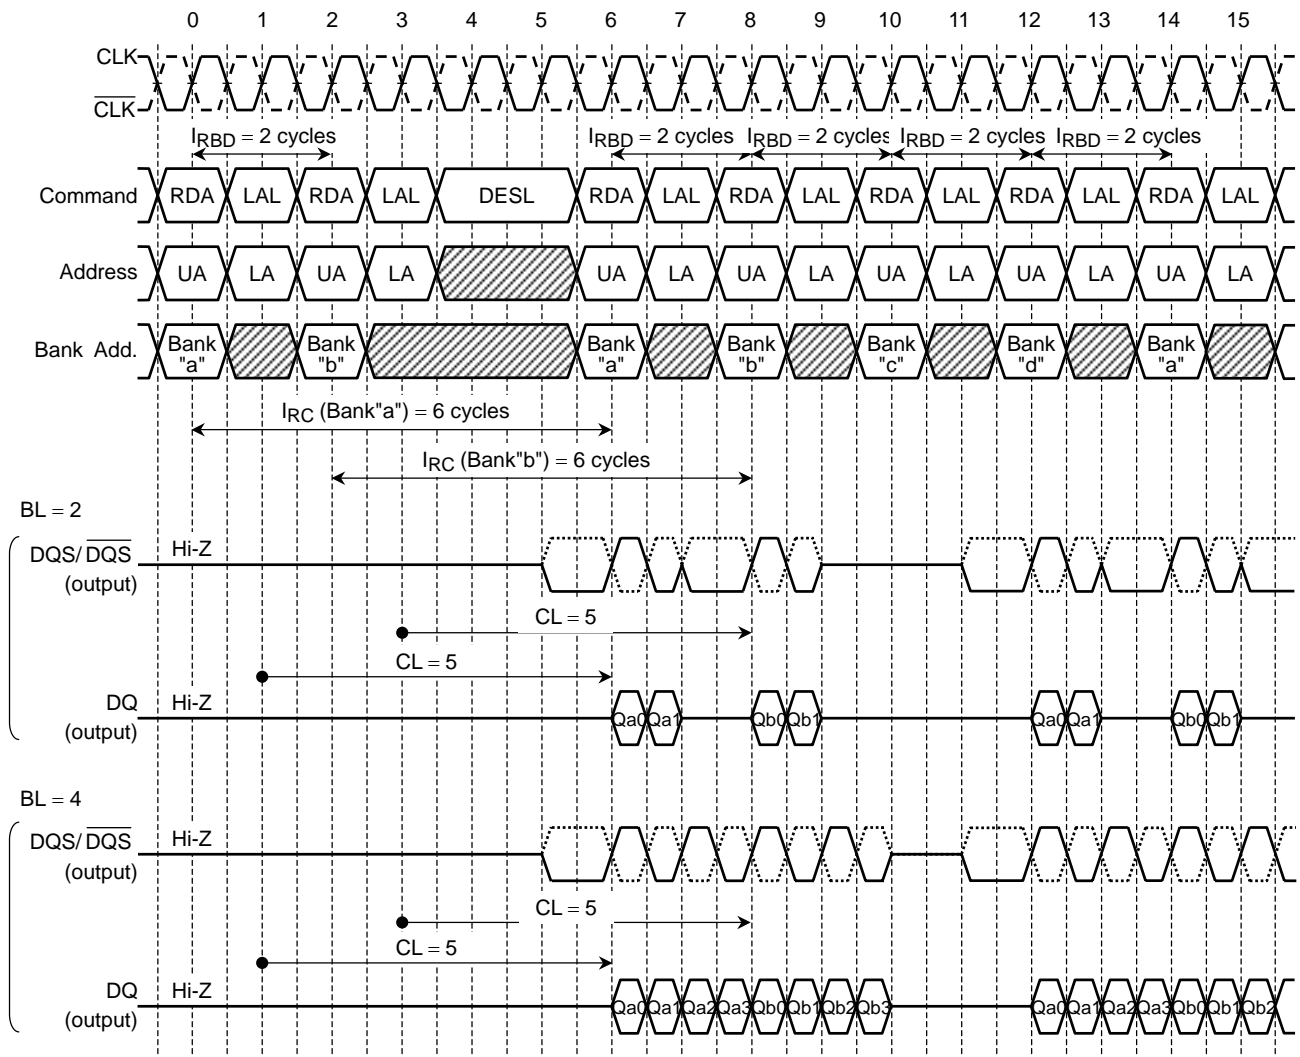 0 1 2 3 4 5 6 7 8 9 10 11 12 13 14 15
CLK
CLK
IRBD = 2 cycles IRBD = 2 cycles IRBD = 2 cycles IRBD = 2 cycles IRBD = 2 cycles
Command RDA LAL RDA LAL DESL RDA LAL RDA LAL RDA LAL RDA LAL RDA LAL
Address UA LA UA LA UA LA UA LA UA LA UA LA UA LA
Bank Add. Bank "a" Bank "b" Bank "a" Bank "b" Bank "c" Bank "d" Bank "a"
IRC (Bank"a") = 6 cycles
IRC (Bank"b") = 6 cycles
BL = 2
DQS/DQS Hi-Z
(output)
CL = 5
CL = 5
DQ Hi-Z Qa0 Qa1 Qb0 Qb1 Qa0 Qa1 Qb0 Qb1
(output)
BL = 4
DQS/DQS Hi-Z
(output)
CL = 5
CL = 5
DQ Hi-Z Qa0 Qa1 Qa2 Qa3 Qb0 Qb1 Qb2 Qb3 Qa0 Qa1 Qa2 Qa3 Qb0 Qb1 Qb2
(output)